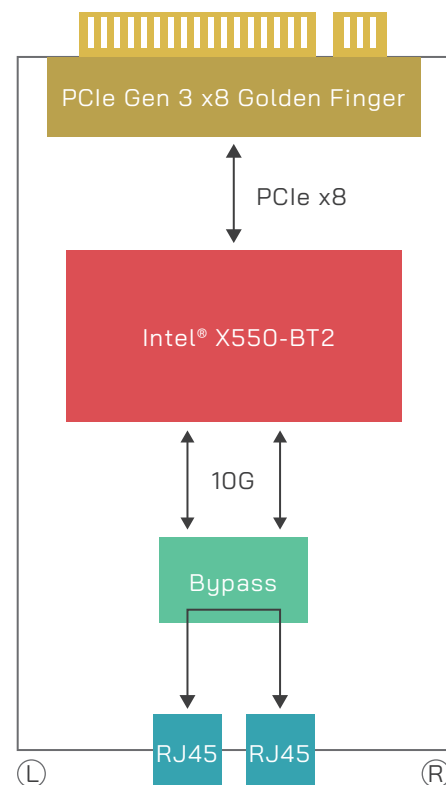 PCIe Gen 3 x8 Golden Finger
PCIe x8
Intel® X550-BT2
10G
Bypass
RJ45 RJ45
L R